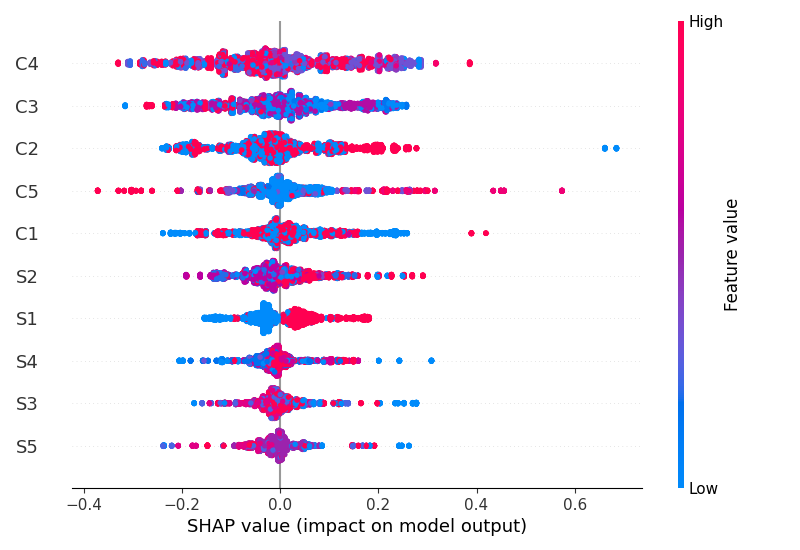 High
C4
C3
C2
C5
C1
S2
S1
S4
S3
S5
Feature value
Low
−0.4 −0.2 0.0 0.2 0.4 0.6
SHAP value (impact on model output)